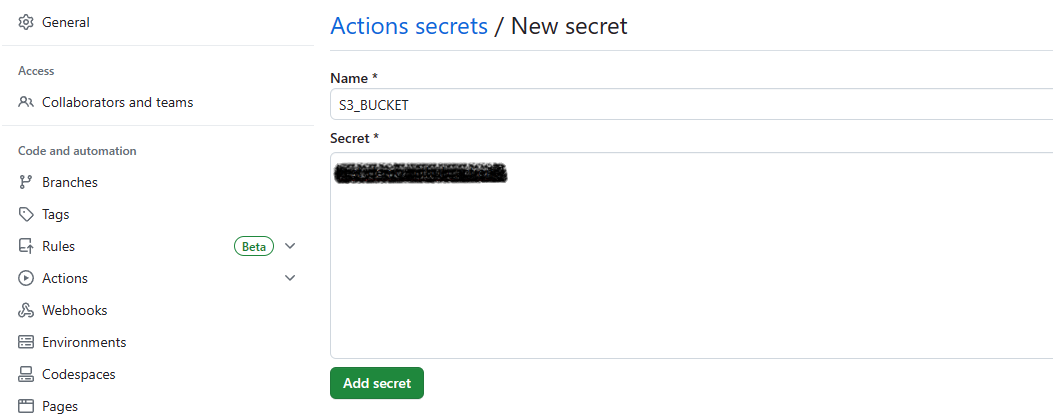 General
Access
Collaborators and teams
Code and automation
Branches
Tags
Rules Beta
Actions
Webhooks
Environments
Codespaces
Pages
Actions secrets / New secret
Name *
S3_BUCKET
Secret *
Add secret